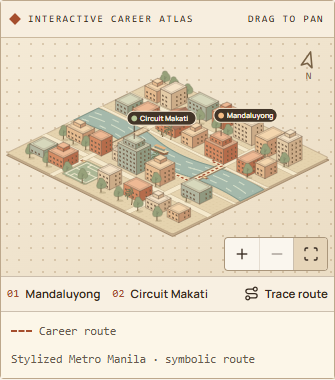 INTERACTIVE CAREER ATLAS DRAG TO PAN
N
Circuit Makati
Mandaluyong
+ −
01 Mandaluyong 02 Circuit Makati Trace route
Career route
Stylized Metro Manila · symbolic route